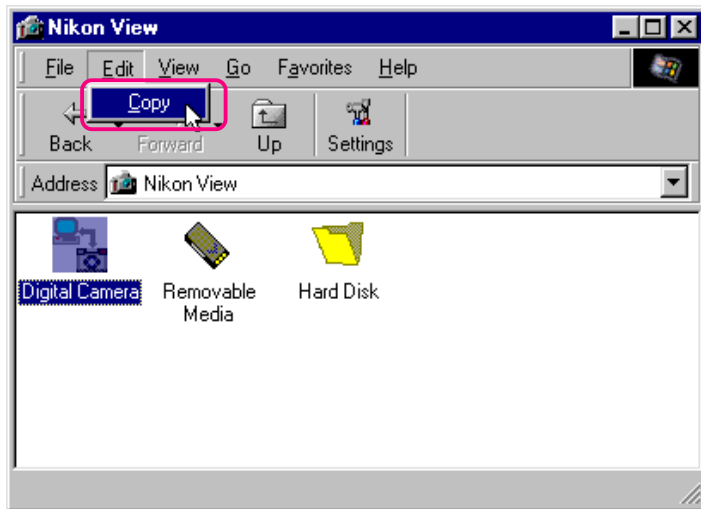 Nikon View
File Edit View Go Favorites Help
Copy
Back Forward Up Settings
Address Nikon View
Digital Camera Removable Media Hard Disk